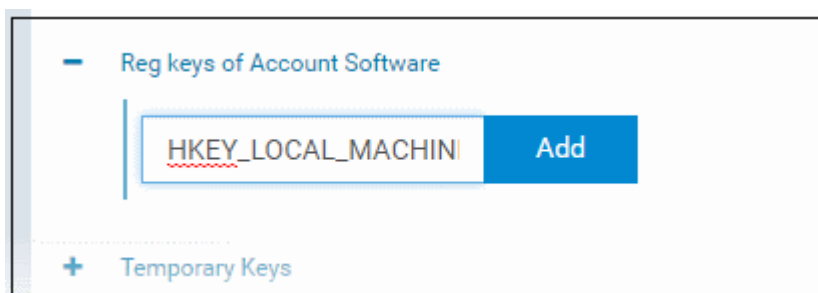 Reg keys of Account Software
HKEY_LOCAL_MACHIN
Add
Temporary Keys